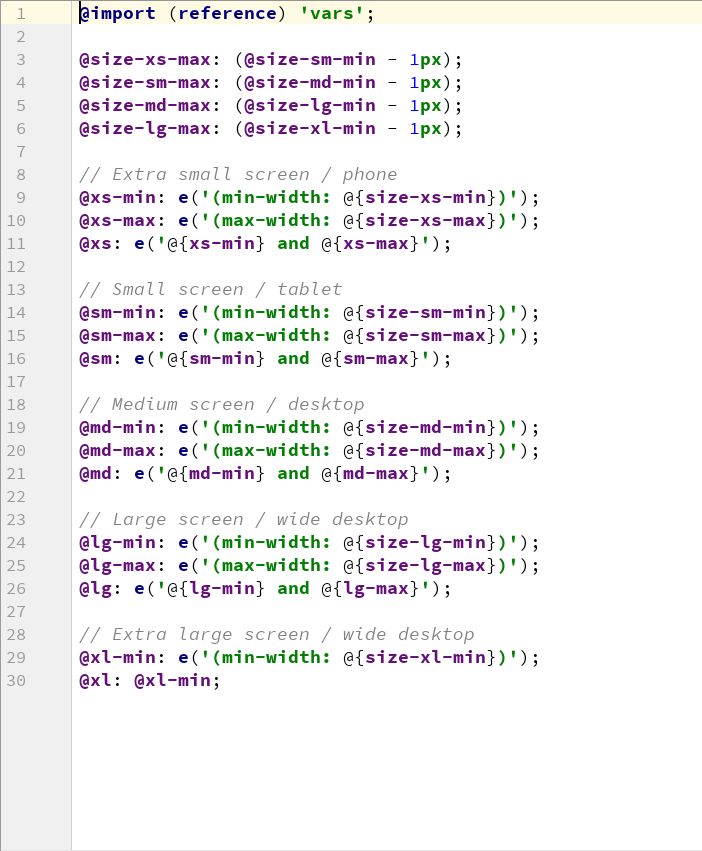 1 @import (reference) 'vars';
2
3 @size-xs-max: (@size-sm-min - 1px);
4 @size-sm-max: (@size-md-min - 1px);
5 @size-md-max: (@size-lg-min - 1px);
6 @size-lg-max: (@size-xl-min - 1px);
7
8 // Extra small screen / phone
9 @xs-min: e('(min-width: @{size-xs-min})');
10 @xs-max: e('(max-width: @{size-xs-max})');
11 @xs: e('@{xs-min} and @{xs-max}');
12
13 // Small screen / tablet
14 @sm-min: e('(min-width: @{size-sm-min})');
15 @sm-max: e('(max-width: @{size-sm-max})');
16 @sm: e('@{sm-min} and @{sm-max}');
17
18 // Medium screen / desktop
19 @md-min: e('(min-width: @{size-md-min})');
20 @md-max: e('(max-width: @{size-md-max})');
21 @md: e('@{md-min} and @{md-max}');
22
23 // Large screen / wide desktop
24 @lg-min: e('(min-width: @{size-lg-min})');
25 @lg-max: e('(max-width: @{size-lg-max})');
26 @lg: e('@{lg-min} and @{lg-max}');
27
28 // Extra large screen / wide desktop
29 @xl-min: e('(min-width: @{size-xl-min})');
30 @xl: @xl-min;